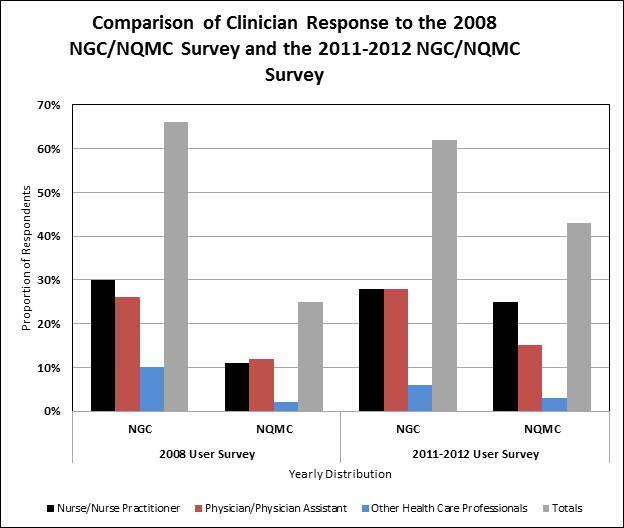 Comparison of Clinician Response to the 2008
NGC/NQMC Survey and the 2011-2012 NGC/NQMC
Survey
70%
60%
50%
40%
30%
20%
10%
0%
Proportion of Respondents
NGC NQMC NGC NQMC
2008 User Survey 2011-2012 User Survey
Yearly Distribution
Nurse/Nurse Practitioner Physician/Physician Assistant Other Health Care Professionals Totals